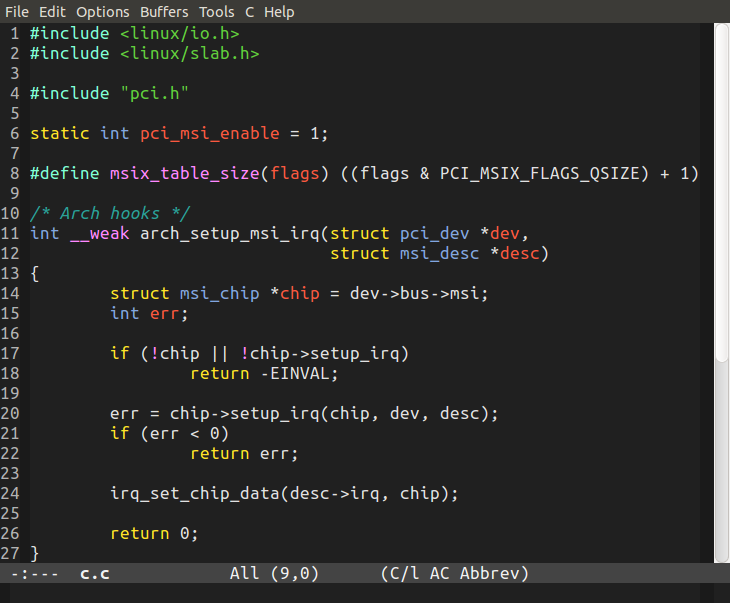 File Edit Options Buffers Tools C Help
1 #include <linux/io.h>
2 #include <linux/slab.h>
3
4 #include "pci.h"
5
6 static int pci_msi_enable = 1;
7
8 #define msix_table_size(flags) ((flags & PCI_MSIX_FLAGS_QSIZE) + 1)
9
10 /* Arch hooks */
11 int __weak arch_setup_msi_irq(struct pci_dev *dev,
12                               struct msi_desc *desc)
13 {
14         struct msi_chip *chip = dev->bus->msi;
15         int err;
16
17         if (!chip || !chip->setup_irq)
18                 return -EINVAL;
19
20         err = chip->setup_irq(chip, dev, desc);
21         if (err < 0)
22                 return err;
23
24         irq_set_chip_data(desc->irq, chip);
25
26         return 0;
27 }
-:---  c.c            All (9,0)      (C/l AC Abbrev)